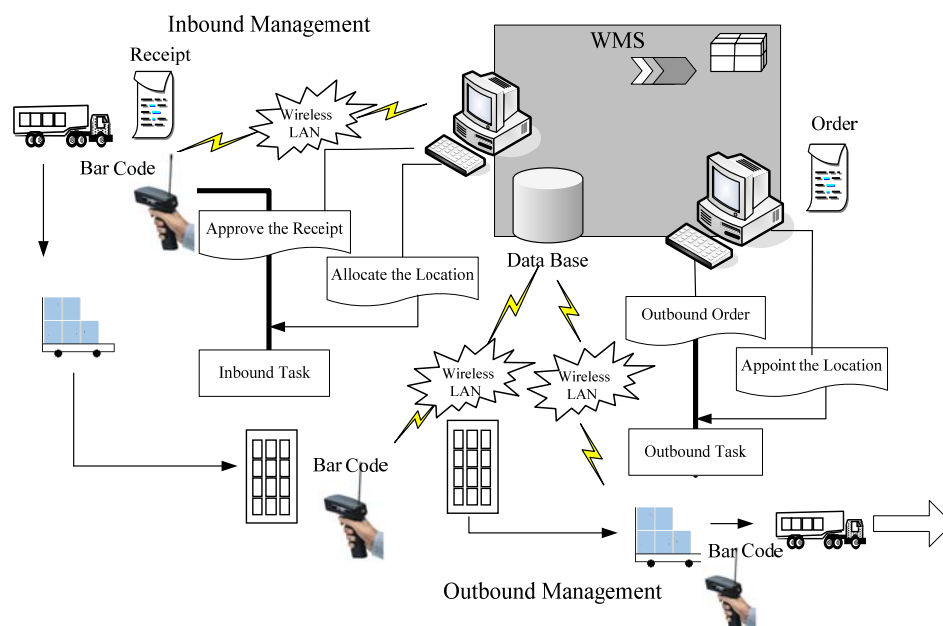 Inbound Management
WMS
Receipt
Wireless
LAN
Order
Bar Code
Approve the Receipt
Data Base
Allocate the Location
Outbound Order
Inbound Task
Wireless
LAN
Wireless
LAN
Appoint the Location
Outbound Task
Bar Code
Bar Code
Outbound Management